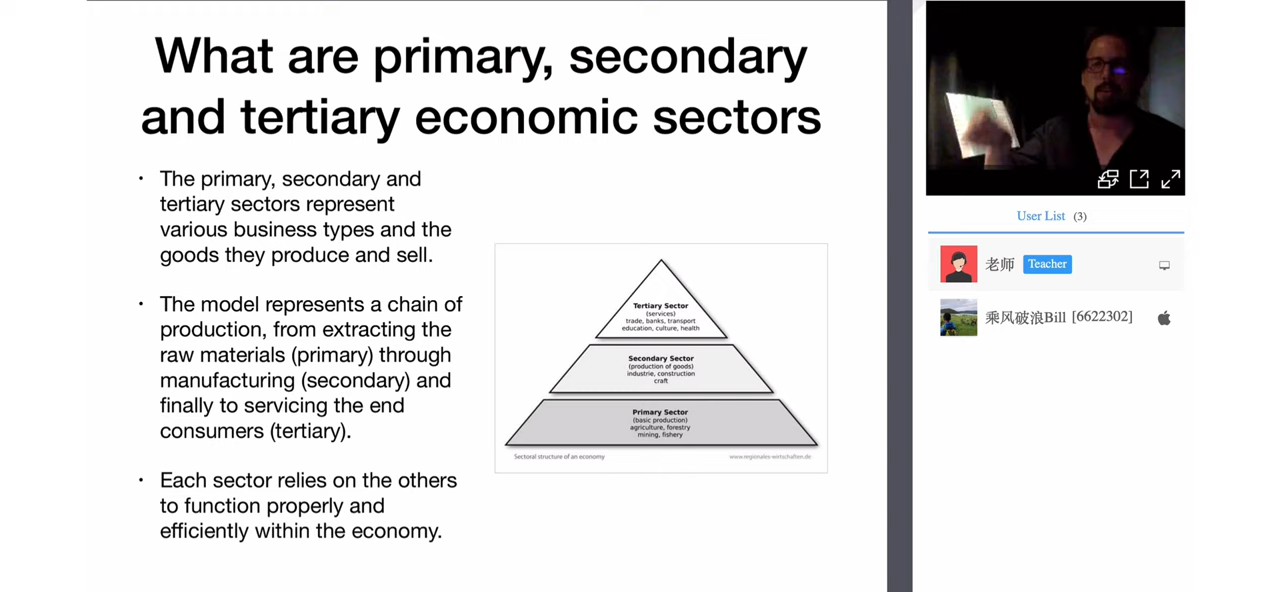 What are primary, secondary
and tertiary economic sectors
• The primary, secondary and
tertiary sectors represent
various business types and the
goods they produce and sell.
• The model represents a chain of
production, from extracting the
raw materials (primary) through
manufacturing (secondary) and
finally to servicing the end
consumers (tertiary).
• Each sector relies on the others
to function properly and
efficiently within the economy.
Tertiary Sector
(services)
trade, banks, transport
education, culture, health
Secondary Sector
(production of goods)
industrie, construction
craft
Primary Sector
(basic production)
agriculture, forestry
mining, fishery
Sectoral structure of an economy
www.regionales-wirtschaften.de
User List (3)
老师 Teacher
乘风破浪Bill [6622302]